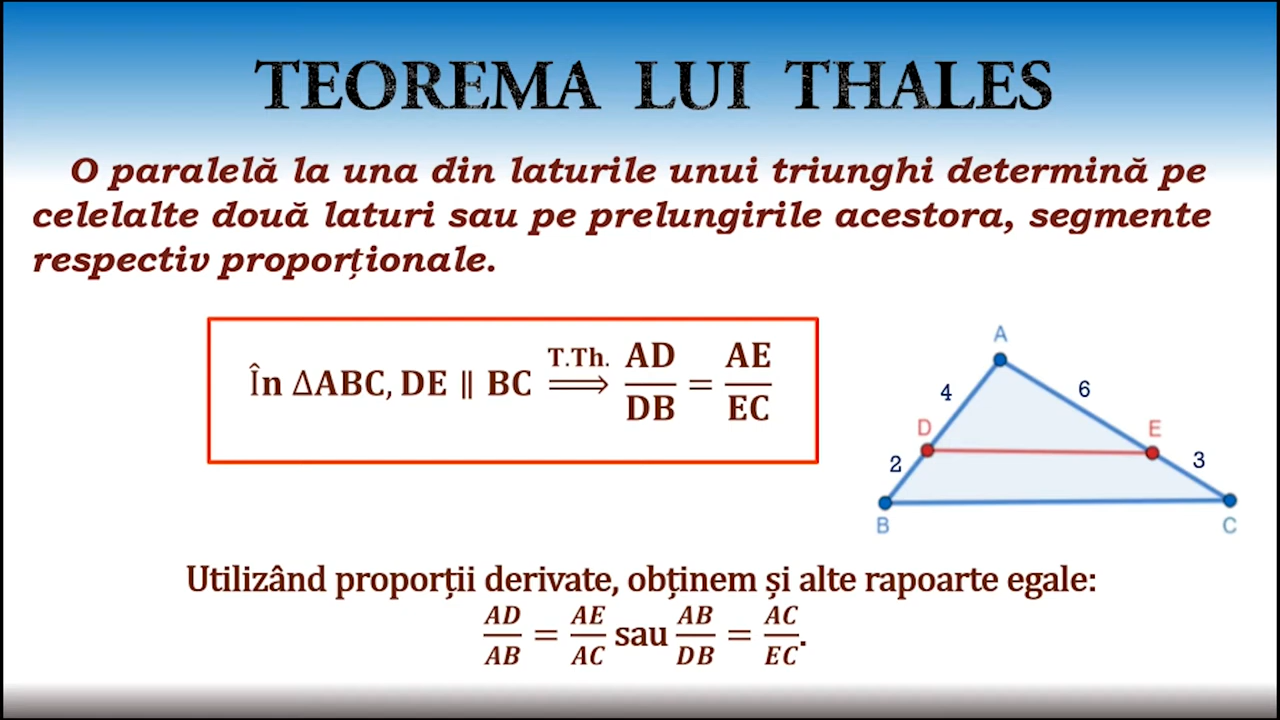 TEOREMA LUI THALES
O paralelă la una din laturile unui triunghi determină pe
celelalte două laturi sau pe prelungirile acestora, segmente
respectiv proporționale.
În ΔABC, DE ∥ BC ⟹ (T.Th.) AD/DB = AE/EC
A
4
6
D
E
2
3
B
C
Utilizând proporții derivate, obținem și alte rapoarte egale:
AD/AB = AE/AC sau AB/DB = AC/EC.